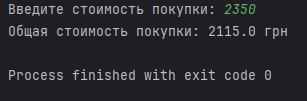 Введите стоимость покупки: 2350
Общая стоимость покупки: 2115.0 грн
Process finished with exit code 0